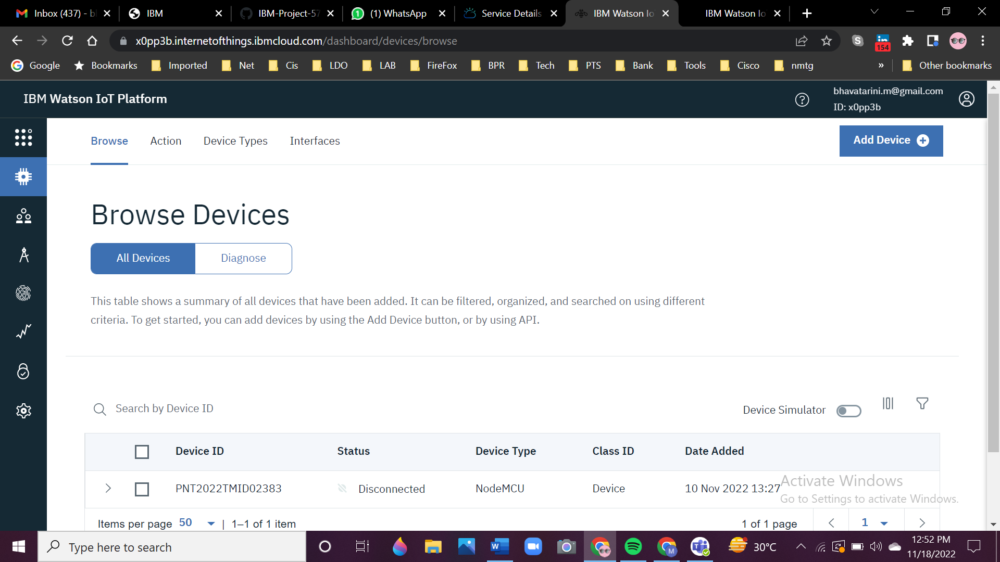 Inbox (437) - b
IBM
IBM-Project-57
(1) WhatsApp
Service Details
IBM Watson Io
IBM Watson Io
x0pp3b.internetofthings.ibmcloud.com/dashboard/devices/browse
154
Google
Bookmarks
Imported
Net
Cis
LDO
LAB
FireFox
BPR
Tech
PTS
Bank
Tools
Cisco
nmtg
»
Other bookmarks
IBM Watson IoT Platform
bhavatarini.m@gmail.com
ID: x0pp3b
Browse
Action
Device Types
Interfaces
Add Device
Browse Devices
All Devices
Diagnose
This table shows a summary of all devices that have been added. It can be filtered, organized, and searched on using different
criteria. To get started, you can add devices by using the Add Device button, or by using API.
Search by Device ID
Device Simulator
Device ID Status Device Type Class ID Date Added
PNT2022TMID02383 Disconnected NodeMCU Device 10 Nov 2022 13:27
Activate Windows
Go to Settings to activate Windows.
Items per page 50 | 1–1 of 1 item
1 of 1 page
1
Type here to search
30°C
12:52 PM
11/18/2022